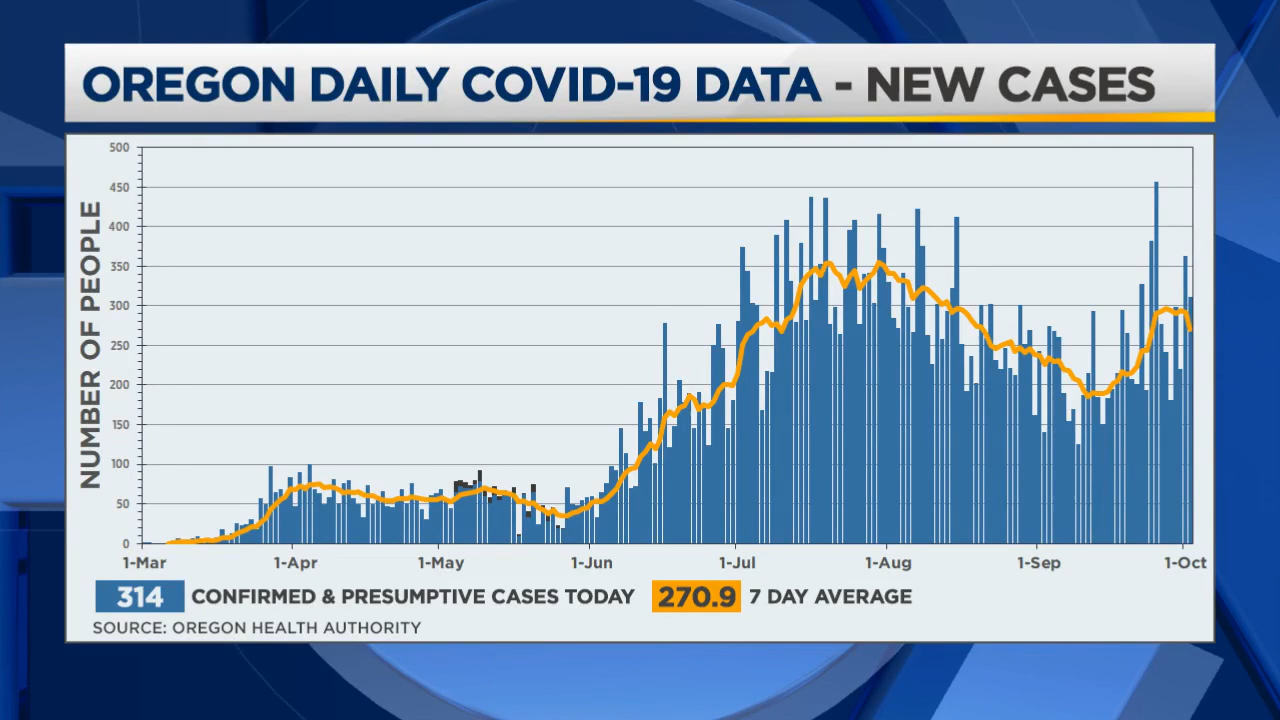 OREGON DAILY COVID-19 DATA - NEW CASES
NUMBER OF PEOPLE
500
450
400
350
300
250
200
150
100
50
0
1-Mar 1-Apr 1-May 1-Jun 1-Jul 1-Aug 1-Sep 1-Oct
314 CONFIRMED & PRESUMPTIVE CASES TODAY 270.9 7 DAY AVERAGE
SOURCE: OREGON HEALTH AUTHORITY